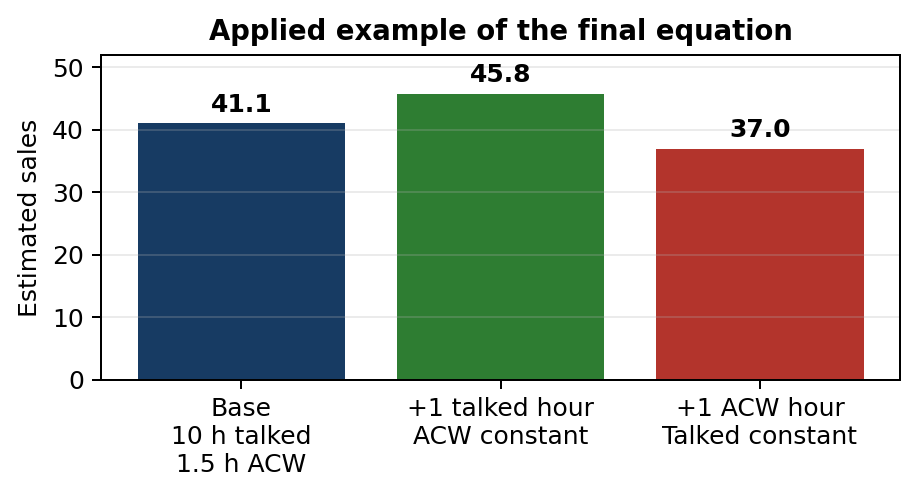 Applied example of the final equation
Estimated sales
50
40
30
20
10
0
41.1
45.8
37.0
Base
10 h talked
1.5 h ACW
+1 talked hour
ACW constant
+1 ACW hour
Talked constant